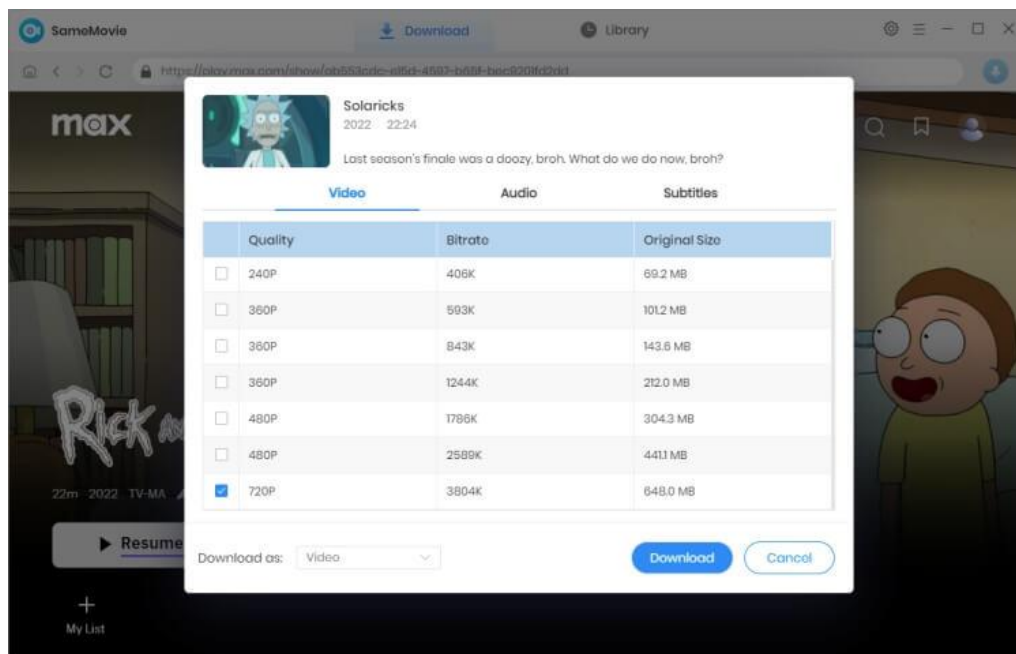 SameMovie
Download
Library
max
Solaricks
2022 22:24
Last season's finale was a doozy, broh. What do we do now, broh?
Video Audio Subtitles
Quality Bitrate Original Size
240P 406K 69.2 MB
360P 593K 101.2 MB
360P 843K 143.6 MB
360P 1244K 212.0 MB
480P 1786K 304.3 MB
480P 2589K 441.1 MB
720P 3804K 648.0 MB
Rick
22m 2022 TV-MA
Resume
Download as: Video
Download
Cancel
My List